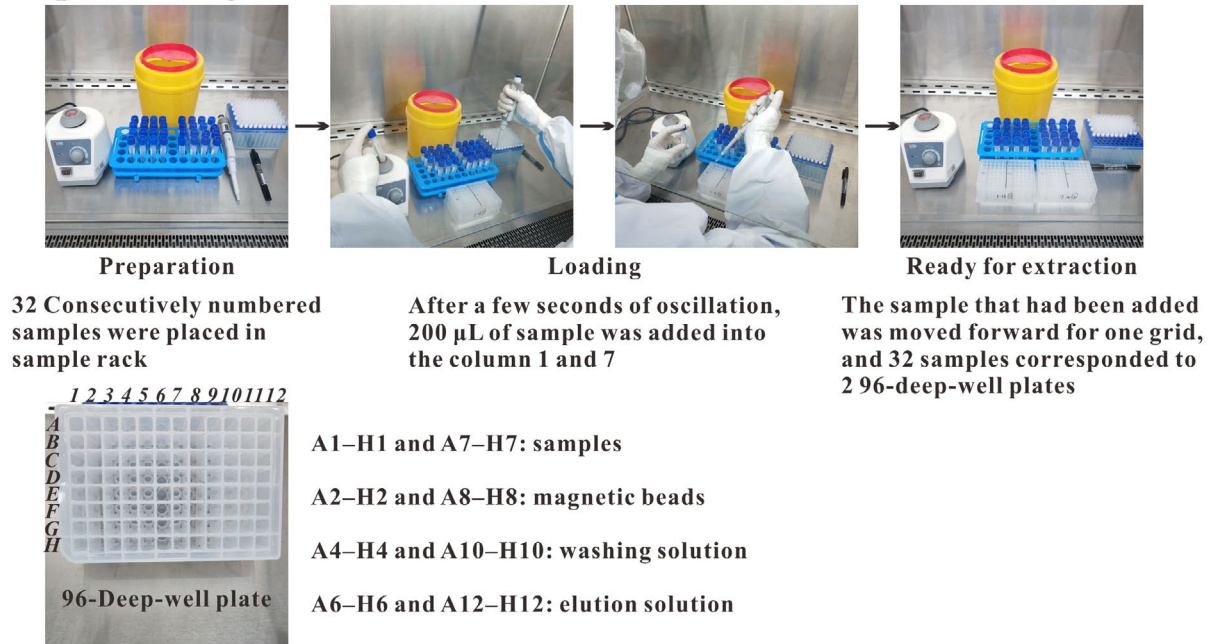 Preparation
Loading
Ready for extraction
32 Consecutively numbered
samples were placed in
sample rack
After a few seconds of oscillation,
200 μL of sample was added into
the column 1 and 7
The sample that had been added
was moved forward for one grid,
and 32 samples corresponded to
2 96-deep-well plates
1 2 3 4 5 6 7 8 9 10 11 12
A
B
C
D
E
F
G
H
96-Deep-well plate
A1–H1 and A7–H7: samples
A2–H2 and A8–H8: magnetic beads
A4–H4 and A10–H10: washing solution
A6–H6 and A12–H12: elution solution